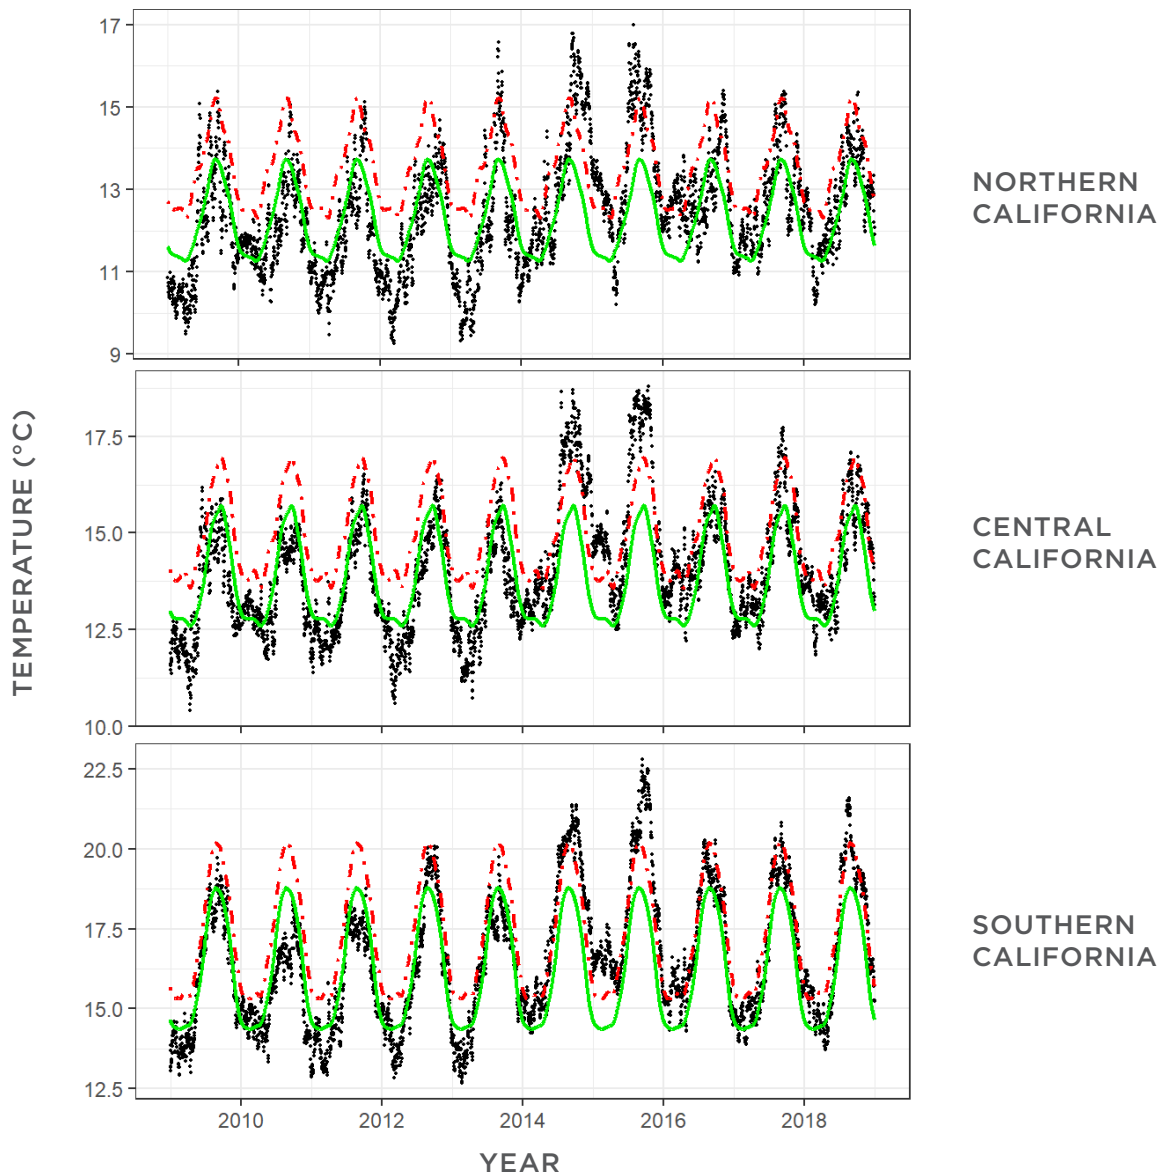 17
15
13
11
9
NORTHERN
CALIFORNIA
17.5
15.0
12.5
10.0
CENTRAL
CALIFORNIA
TEMPERATURE (°C)
22.5
20.0
17.5
15.0
12.5
SOUTHERN
CALIFORNIA
2010 2012 2014 2016 2018
YEAR